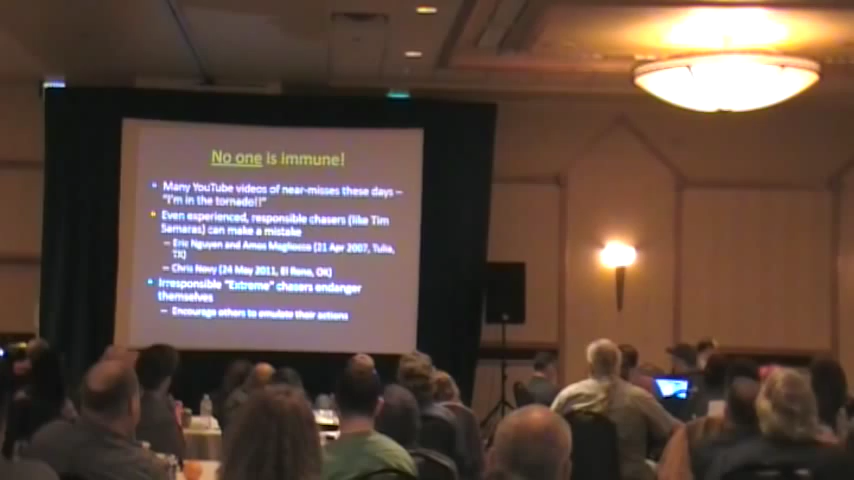 No one is immune!
Many YouTube videos of near-misses these days –
"I'm in the tornado!!"
Even experienced, responsible chasers (like Tim
Samaras) can make a mistake
– Eric Nguyen and Amos Magliocco (21 Apr 2007, Tulia,
TX)
– Chris Novy (24 May 2011, El Reno, OK)
Irresponsible "Extreme" chasers endanger
themselves
– Encourage others to emulate their actions